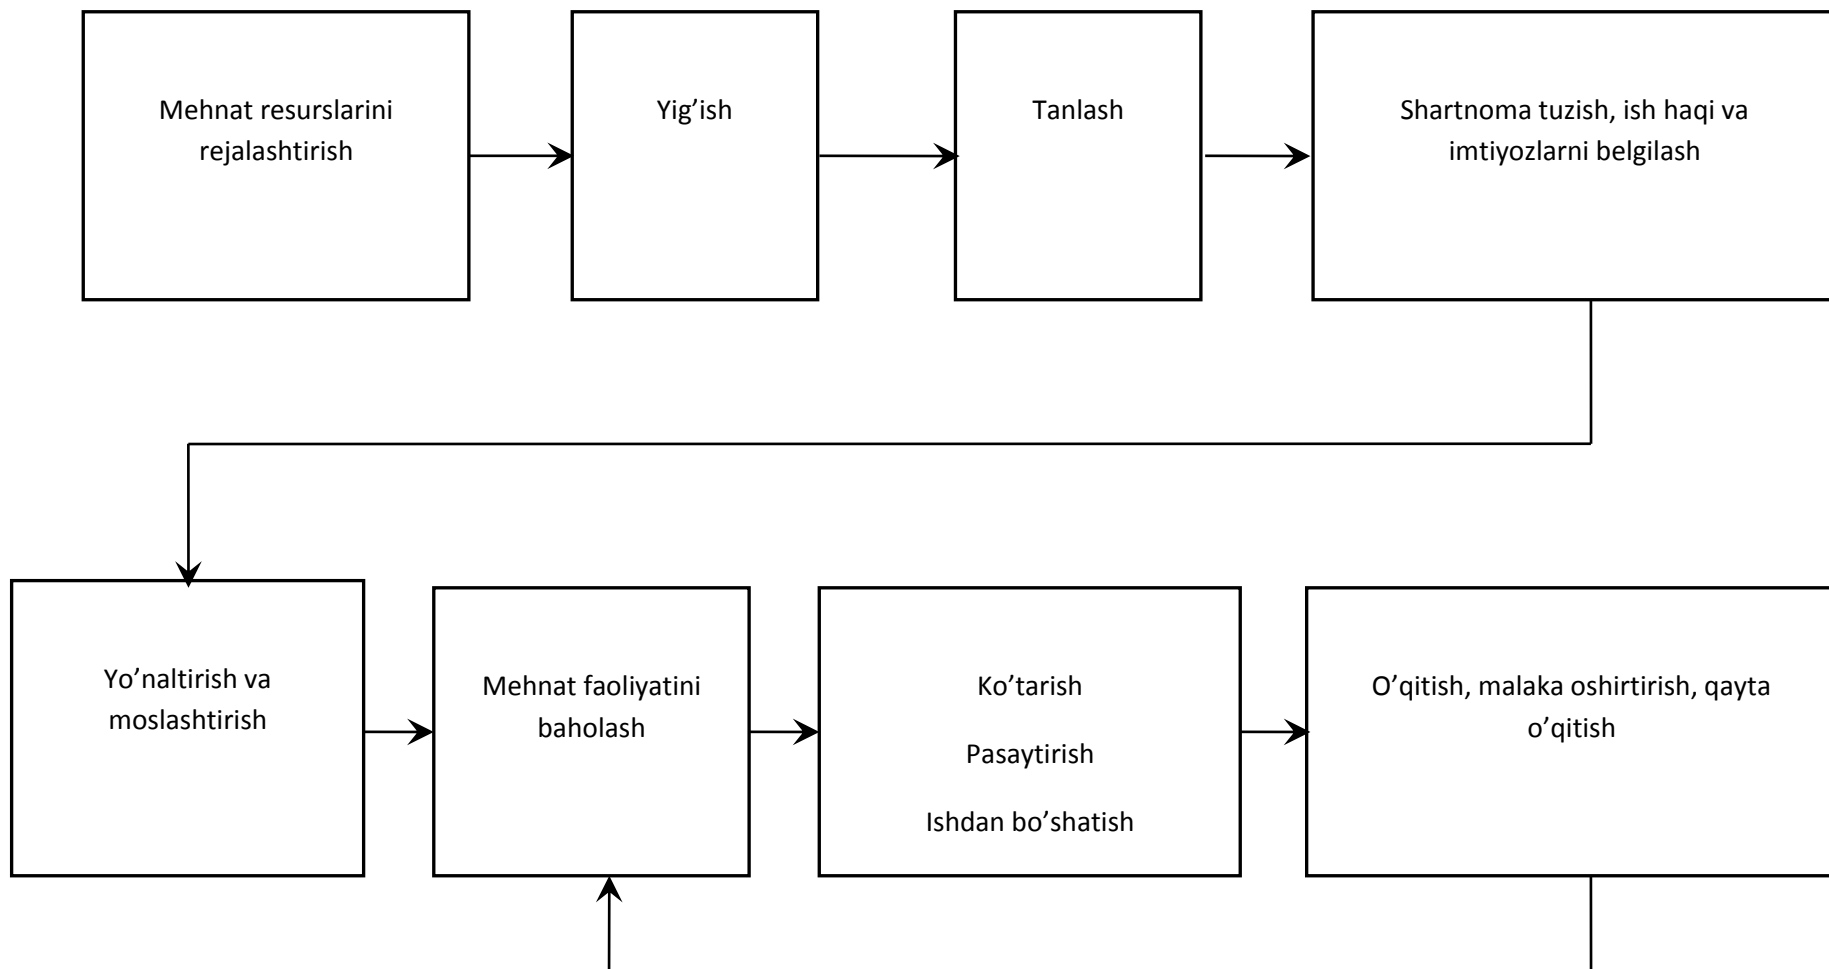 Mehnat resurslarini
rejalashtirish
Yig’ish
Tanlash
Shartnoma tuzish, ish haqi va
imtiyozlarni belgilash
Yo’naltirish va
moslashtirish
Mehnat faoliyatini
baholash
Ko’tarish
Pasaytirish
Ishdan bo’shatish
O’qitish, malaka oshirtirish, qayta
o’qitish